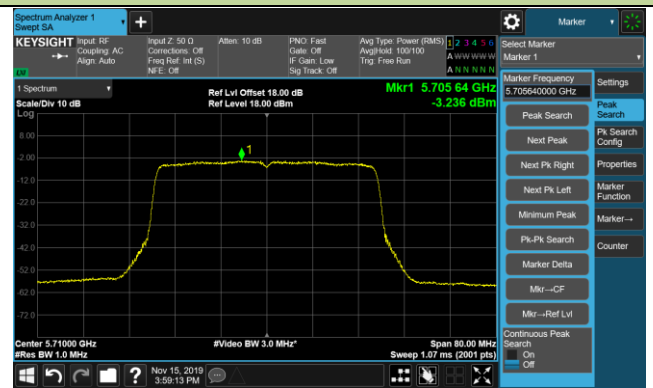 Spectrum Analyzer 1
Swept SA
Marker
KEYSIGHT
Input: RF
Coupling: AC
Align: Auto
Input Z: 50 Ω
Corrections: Off
Freq Ref: Int (S)
NFE: Off
Atten: 10 dB
PNO: Fast
Gate: Off
IF Gain: Low
Sig Track: Off
Avg Type: Power (RMS)
Avg|Hold: 100/100
Trig: Free Run
1 2 3 4 5 6
A W W W W W
A N N N N N
LXI
Select Marker
Marker 1
1 Spectrum
Scale/Div 10 dB
Log
Ref Lvl Offset 18.00 dB
Ref Level 18.00 dBm
Mkr1 5.705 64 GHz
-3.236 dBm
8.00
-2.00
-12.0
-22.0
-32.0
-42.0
-52.0
-62.0
-72.0
1
Center 5.71000 GHz
#Res BW 1.0 MHz
#Video BW 3.0 MHz*
Span 80.00 MHz
Sweep 1.07 ms (2001 pts)
Marker Frequency
5.705640000 GHz
Peak Search
Next Peak
Next Pk Right
Next Pk Left
Minimum Peak
Pk-Pk Search
Marker Delta
Mkr→CF
Mkr→Ref Lvl
Continuous Peak
Search
On
Off
Settings
Peak
Search
Pk Search
Config
Properties
Marker
Function
Marker→
Counter
Nov 15, 2019
3:59:13 PM